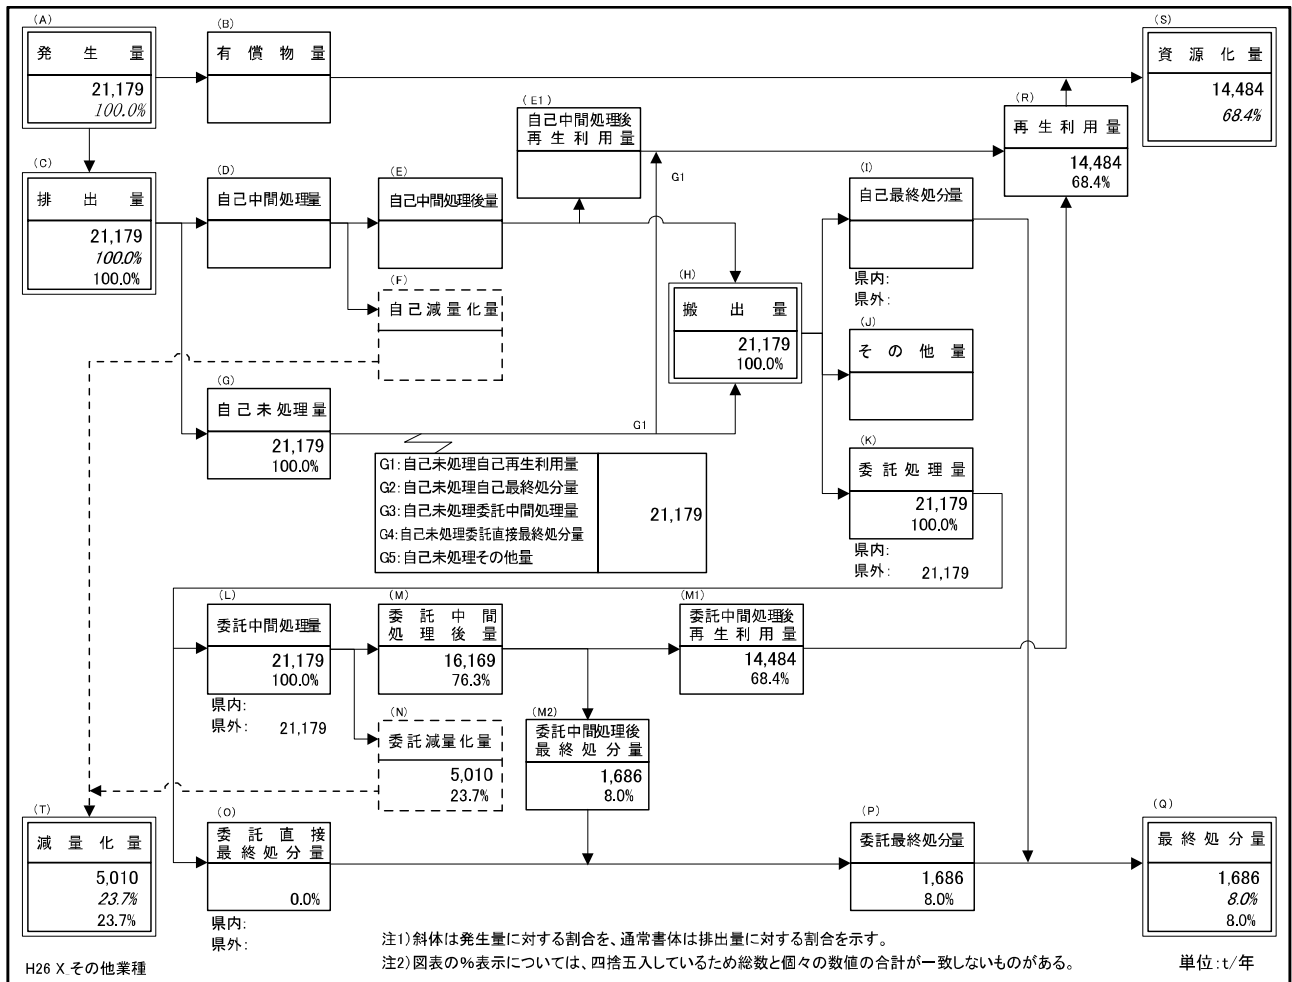 (A)
発生量
21,179
100.0%
(B)
有償物量
(S)
資源化量
14,484
68.4%
(E1)
自己中間処理後
再生利用量
(R)
再生利用量
14,484
68.4%
(C)
排出量
21,179
100.0%
100.0%
(D)
自己中間処理量
(E)
自己中間処理後量
G1
(I)
自己最終処分量
県内:
県外:
(F)
自己減量化量
(H)
搬出量
21,179
100.0%
(J)
その他量
(G)
自己未処理量
21,179
100.0%
G1
(K)
委託処理量
21,179
100.0%
県内:
県外: 21,179
G1:自己未処理自己再生利用量
G2:自己未処理自己最終処分量
G3:自己未処理委託中間処理量
G4:自己未処理委託直接最終処分量
G5:自己未処理その他量
21,179
(L)
委託中間処理量
21,179
100.0%
県内:
県外: 21,179
(M)
委託中間
処理後量
16,169
76.3%
(M1)
委託中間処理後
再生利用量
14,484
68.4%
(N)
委託減量化量
5,010
23.7%
(M2)
委託中間処理後
最終処分量
1,686
8.0%
(T)
減量化量
5,010
23.7%
23.7%
(O)
委託直接
最終処分量
0.0%
県内:
県外:
(P)
委託最終処分量
1,686
8.0%
(Q)
最終処分量
1,686
8.0%
8.0%
注1)斜体は発生量に対する割合を、通常書体は排出量に対する割合を示す。
注2)図表の%表示については、四捨五入しているため総数と個々の数値の合計が一致しないものがある。
H26 X.その他業種
単位:t/年